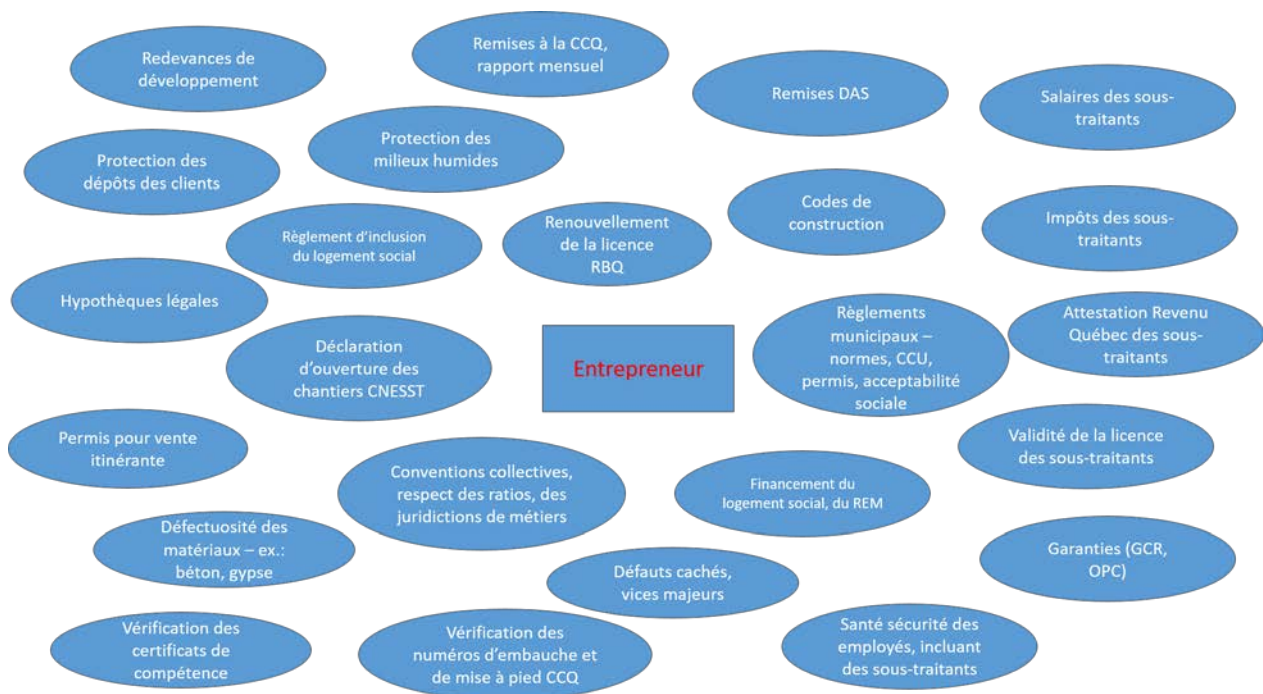 Redevances de
développement
Remises à la CCQ,
rapport mensuel
Remises DAS
Salaires des sous-
traitants
Protection des
dépôts des clients
Protection des
milieux humides
Codes de
construction
Impôts des sous-
traitants
Règlement d'inclusion
du logement social
Renouvellement
de la licence
RBQ
Hypothèques légales
Déclaration
d'ouverture des
chantiers CNESST
Entrepreneur
Règlements
municipaux –
normes, CCU,
permis, acceptabilité
sociale
Attestation Revenu
Québec des sous-
traitants
Permis pour vente
itinérante
Conventions collectives,
respect des ratios, des
juridictions de métiers
Financement du
logement social, du REM
Validité de la licence
des sous-traitants
Défectuosité des
matériaux – ex.:
béton, gypse
Défauts cachés,
vices majeurs
Garanties (GCR,
OPC)
Vérification des
certificats de
compétence
Vérification des
numéros d'embauche et
de mise à pied CCQ
Santé sécurité des
employés, incluant
des sous-traitants